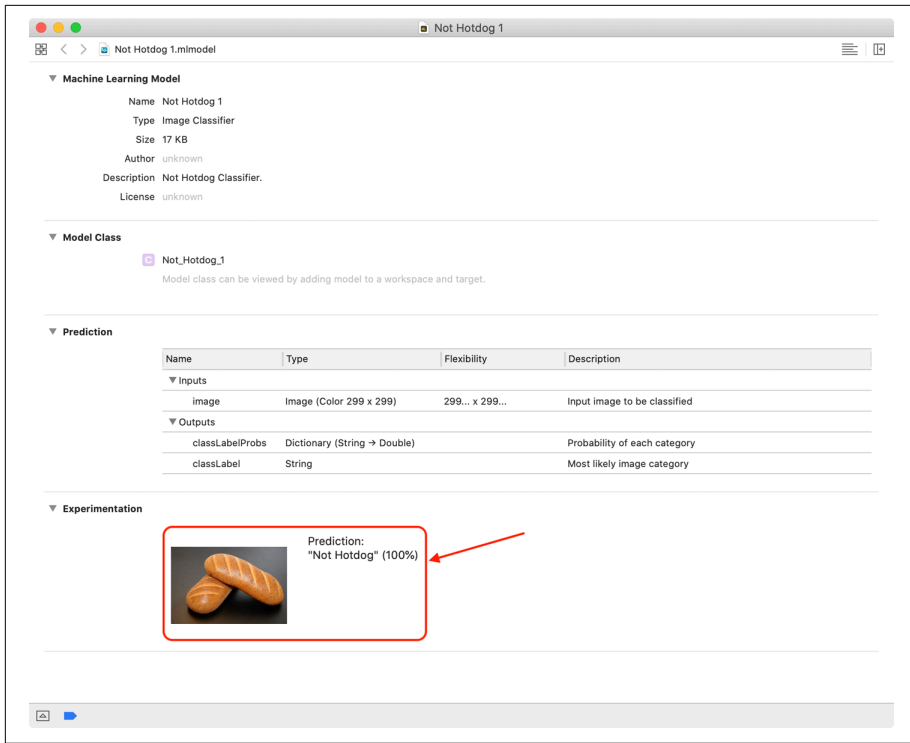 Not Hotdog 1
Not Hotdog 1.mlmodel
Machine Learning Model
Name Not Hotdog 1
Type Image Classifier
Size 17 KB
Author unknown
Description Not Hotdog Classifier.
License unknown
Model Class
C Not_Hotdog_1
Model class can be viewed by adding model to a workspace and target.
Prediction
Name Type Flexibility Description
Inputs
image Image (Color 299 x 299) 299... x 299... Input image to be classified
Outputs
classLabelProbs Dictionary (String → Double) Probability of each category
classLabel String Most likely image category
Experimentation
Prediction:
"Not Hotdog" (100%)